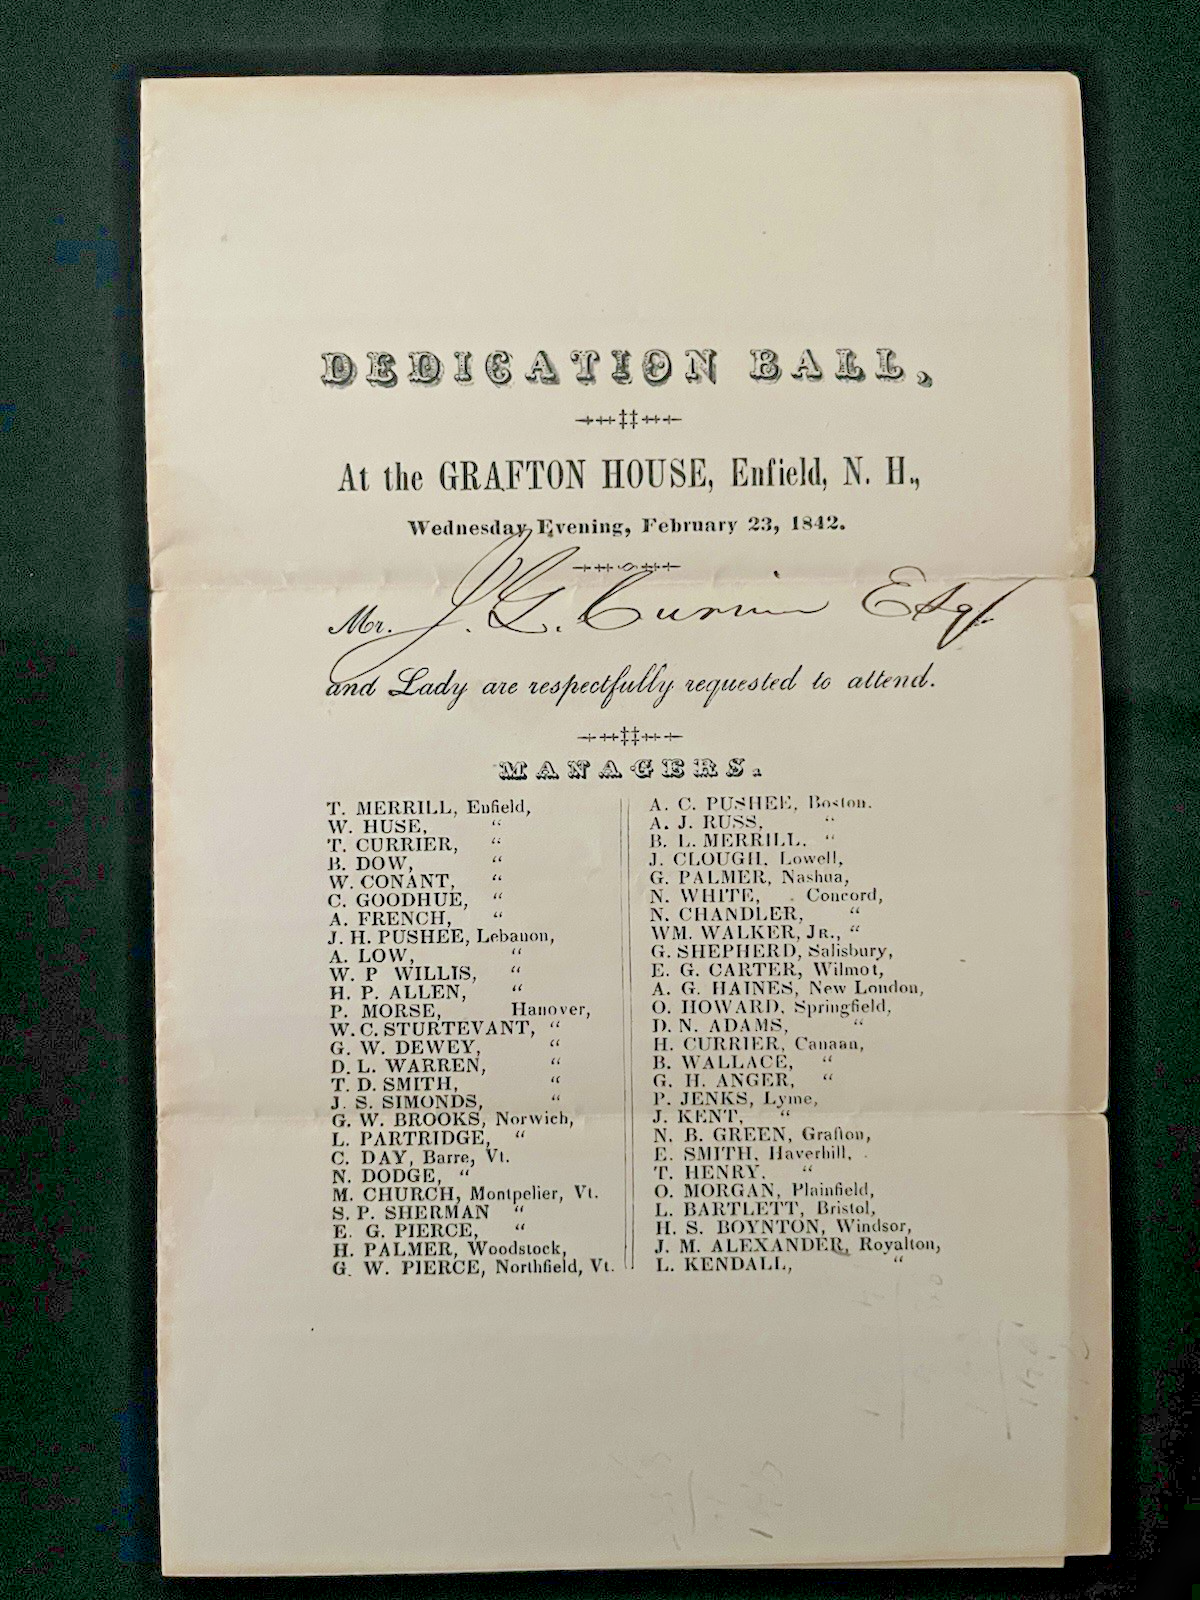 DEDICATION BALL,
At the GRAFTON HOUSE, Enfield, N. H.,
Wednesday Evening, February 23, 1842.
Mr. J. G. Currier Esq.
and Lady are respectfully requested to attend.
MANAGERS.
T. MERRILL, Enfield,
W. HUSE, “
T. CURRIER, “
B. DOW, “
W. CONANT, “
C. GOODHUE, “
A. FRENCH, “
J. H. PUSHEE, Lebanon,
A. LOW, “
W. P WILLIS, “
H. P. ALLEN, “
P. MORSE, Hanover,
W. C. STURTEVANT, “
G. W. DEWEY, “
D. L. WARREN, “
T. D. SMITH, “
J. S. SIMONDS, “
G. W. BROOKS, Norwich,
L. PARTRIDGE, “
C. DAY, Barre, Vt.
N. DODGE, “
M. CHURCH, Montpelier, Vt.
S. P. SHERMAN “
E. G. PIERCE, “
H. PALMER, Woodstock,
G. W. PIERCE, Northfield, Vt.
A. C. PUSHEE, Boston.
A. J. RUSS, “
B. L. MERRILL. “
J. CLOUGH, Lowell,
G. PALMER, Nashua,
N. WHITE, Concord,
N. CHANDLER, “
WM. WALKER, JR., “
G. SHEPHERD, Salisbury,
E. G. CARTER, Wilmot,
A. G. HAINES, New London,
O. HOWARD, Springfield,
D. N. ADAMS, “
H. CURRIER, Canaan,
B. WALLACE, “
G. H. ANGER, “
P. JENKS, Lyme,
J. KENT, “
N. B. GREEN, Grafton,
E. SMITH, Haverhill,
T. HENRY. “
O. MORGAN, Plainfield,
L. BARTLETT, Bristol,
H. S. BOYNTON, Windsor,
J. M. ALEXANDER, Royalton,
L. KENDALL, “